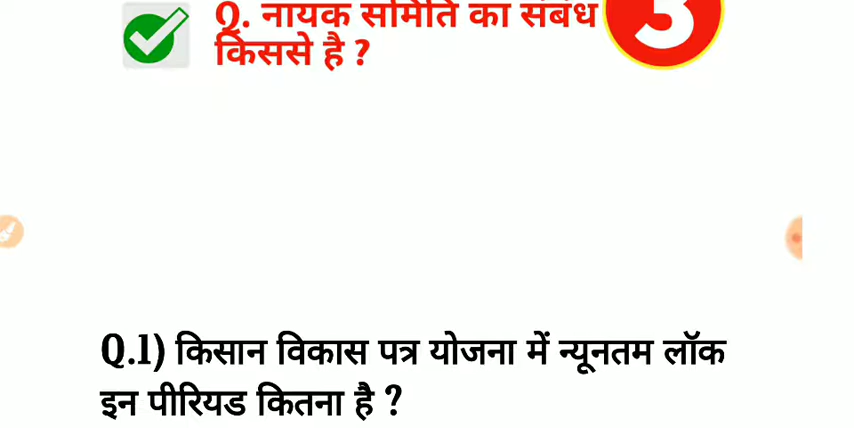 Q. नायक समिति का संबंध
किससे है ?
3
Q.1) किसान विकास पत्र योजना में न्यूनतम लॉक
इन पीरियड कितना है ?